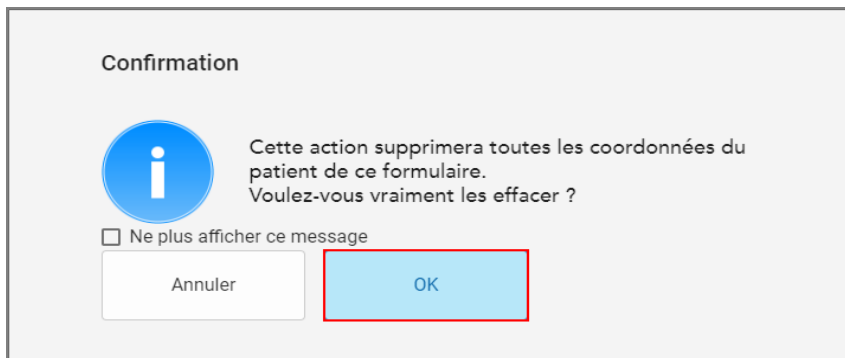 Confirmation
Cette action supprimera toutes les coordonnées du
patient de ce formulaire.
Voulez-vous vraiment les effacer ?
Ne plus afficher ce message
Annuler
OK